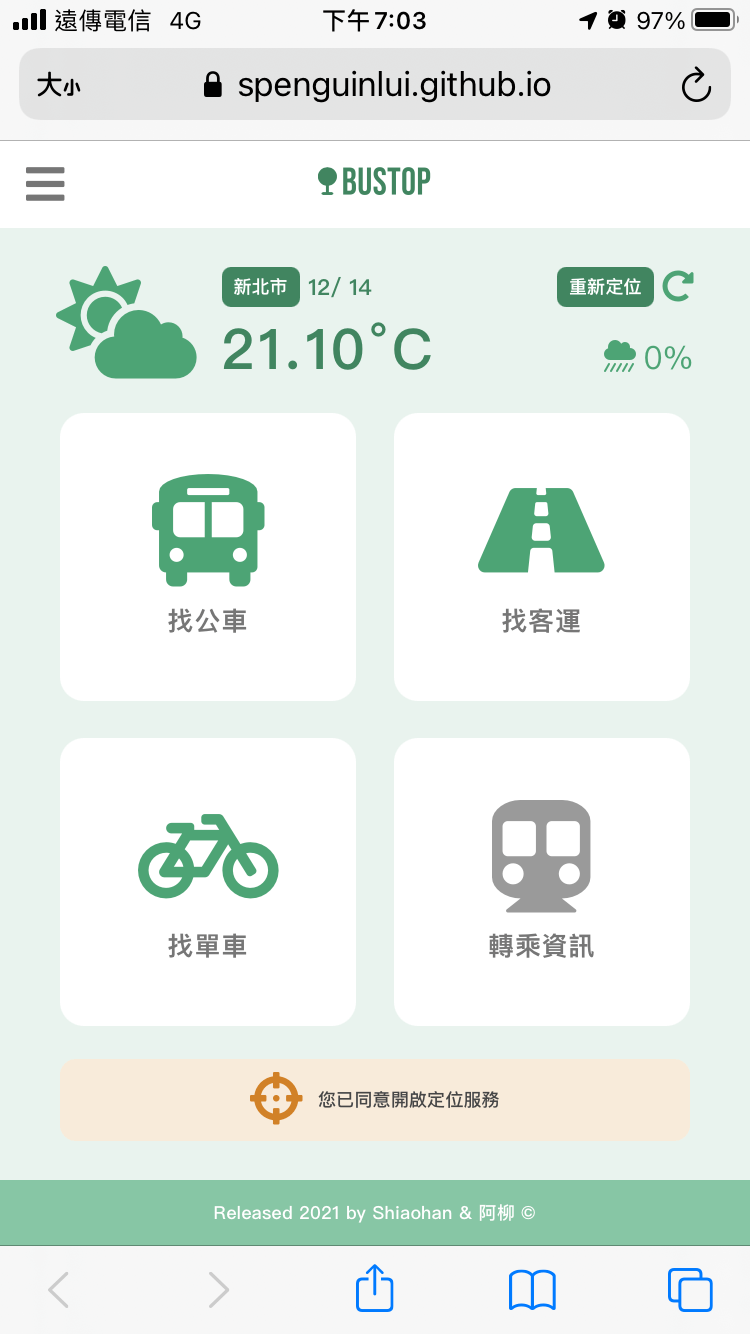 遠傳電信 4G 下午7:03 97%
大小 spenguinlui.github.io
BUSTOP
新北市 12/ 14 重新定位
21.10°C 0%
找公車 找客運
找單車 轉乘資訊
您已同意開啟定位服務
Released 2021 by Shiaohan & 阿柳 ©